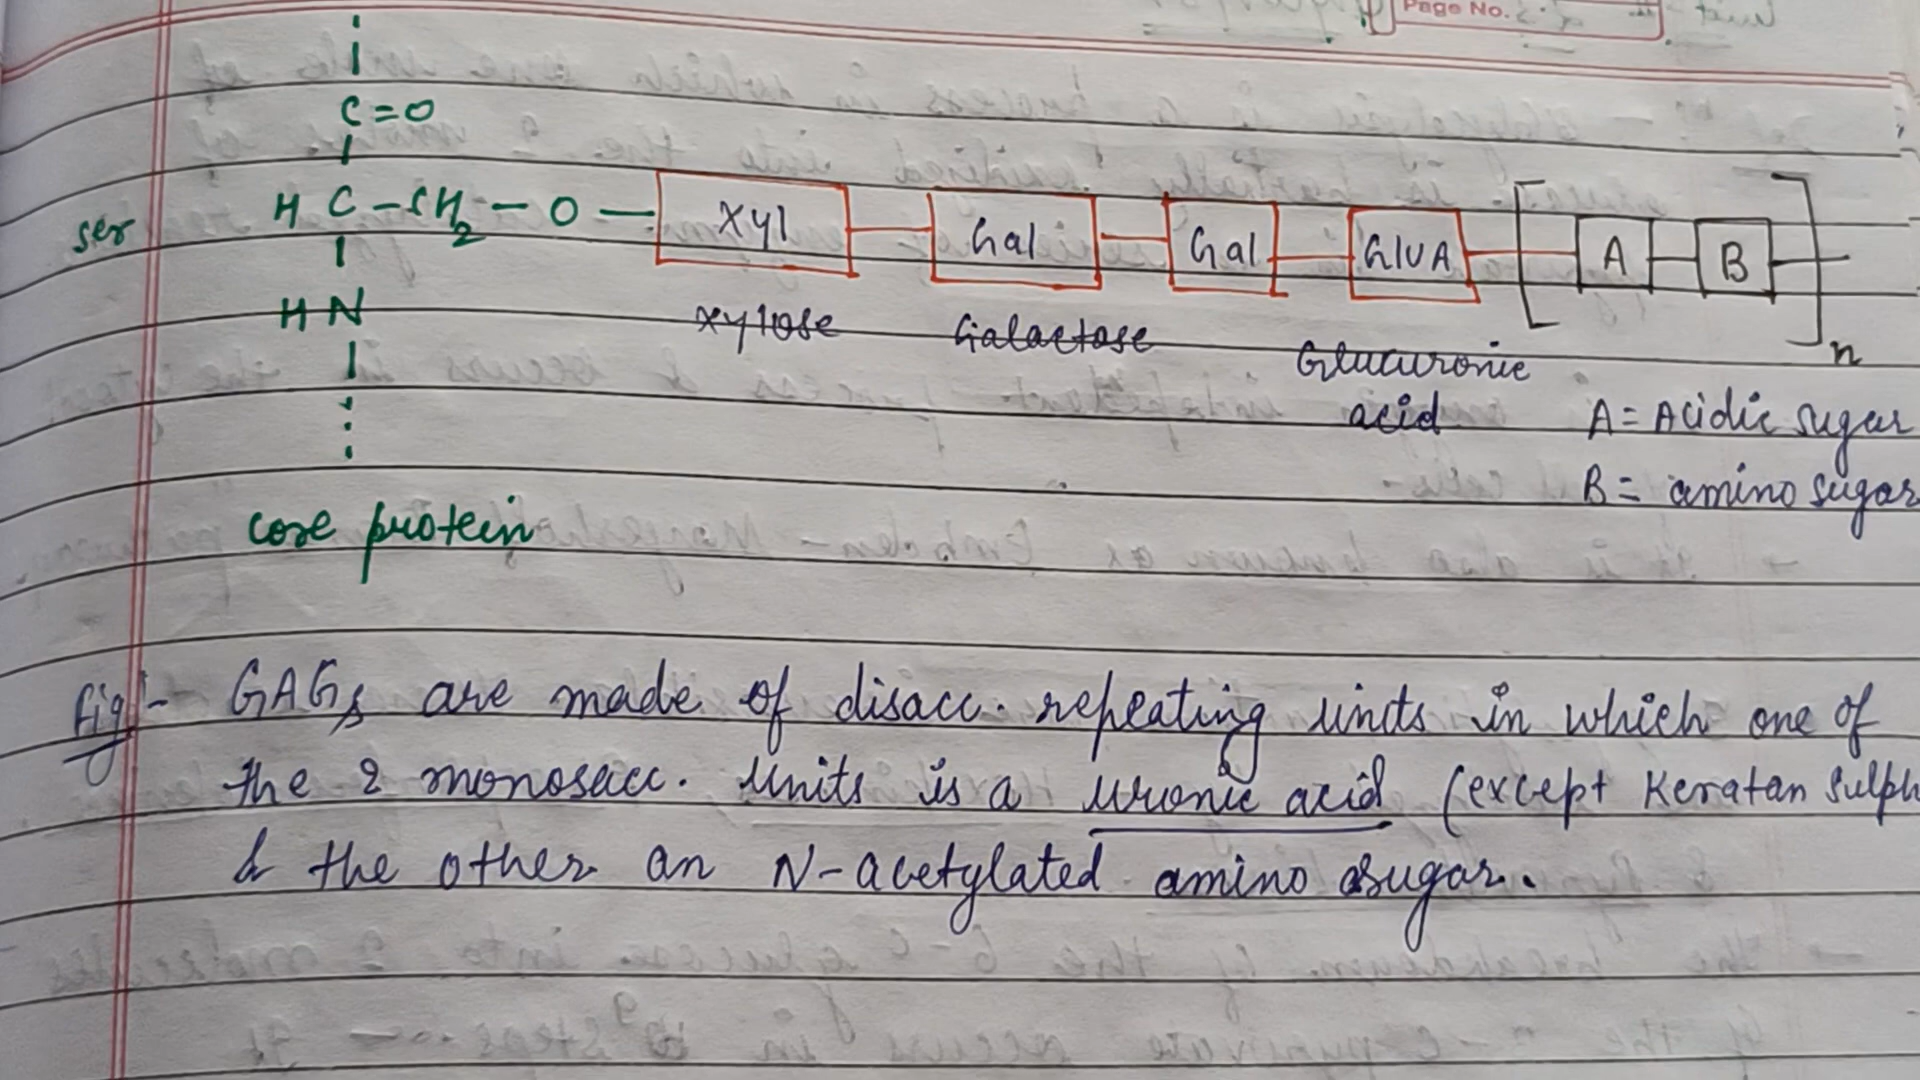 Page No.
C=O
ser H C - CH2 - O - Xyl Gal Gal GlUA [ A B ]n
HN
xylose Galactase Glucuronic acid
A = Acidic sugar
B = amino sugar
core protein
fig:- GAGs are made of disacc. repeating units in which one of
the 2 monosacc. units is a uronic acid (except Keratan Sulph
& the other an N-acetylated amino sugar.